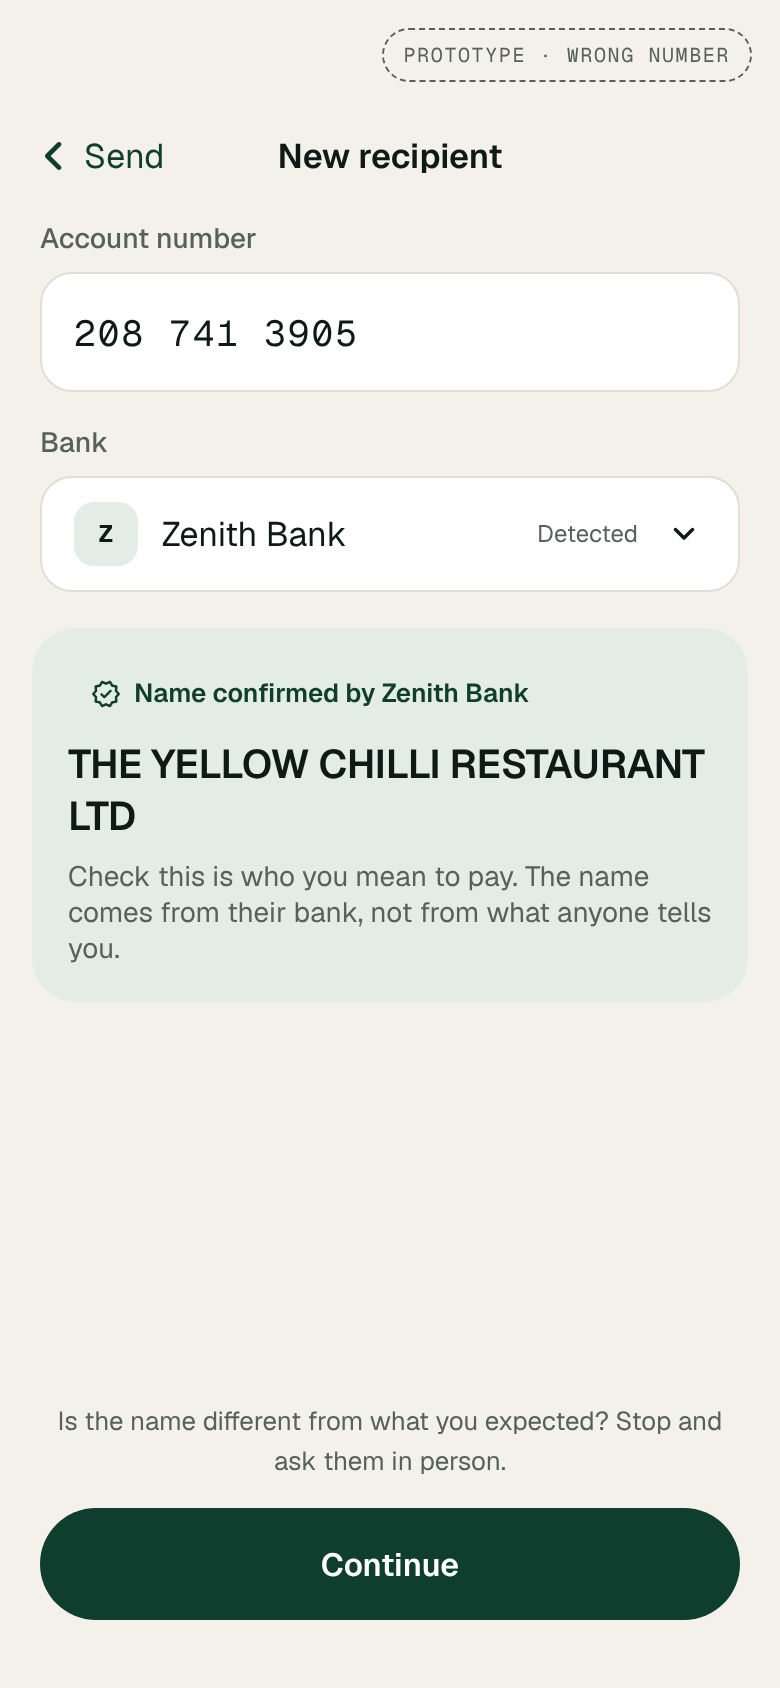 PROTOTYPE · WRONG NUMBER
Send
New recipient
Account number
208 741 3905
Bank
Z
Zenith Bank
Detected
Name confirmed by Zenith Bank
THE YELLOW CHILLI RESTAURANT
LTD
Check this is who you mean to pay. The name
comes from their bank, not from what anyone tells
you.
Is the name different from what you expected? Stop and
ask them in person.
Continue